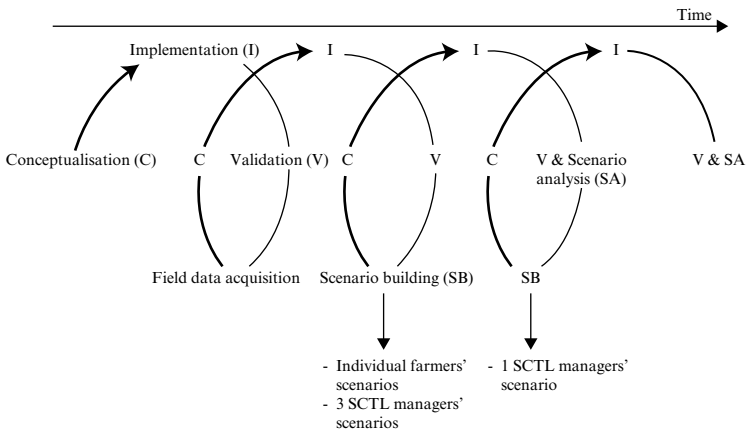 Time
Implementation (I)
I
I
I
Conceptualisation (C)
C
Validation (V)
C
V
C
V & Scenario
analysis (SA)
V & SA
Field data acquisition
Scenario building (SB)
SB
- Individual farmers’
scenarios
- 3 SCTL managers’
scenarios
- 1 SCTL managers’
scenario